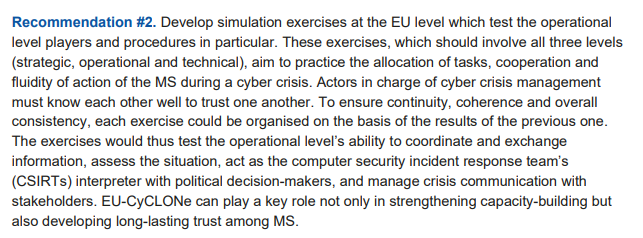 Recommendation #2. Develop simulation exercises at the EU level which test the operational
level players and procedures in particular. These exercises, which should involve all three levels
(strategic, operational and technical), aim to practice the allocation of tasks, cooperation and
fluidity of action of the MS during a cyber crisis. Actors in charge of cyber crisis management
must know each other well to trust one another. To ensure continuity, coherence and overall
consistency, each exercise could be organised on the basis of the results of the previous one.
The exercises would thus test the operational level's ability to coordinate and exchange
information, assess the situation, act as the computer security incident response team's
(CSIRTs) interpreter with political decision-makers, and manage crisis communication with
stakeholders. EU-CyCLONe can play a key role not only in strengthening capacity-building but
also developing long-lasting trust among MS.